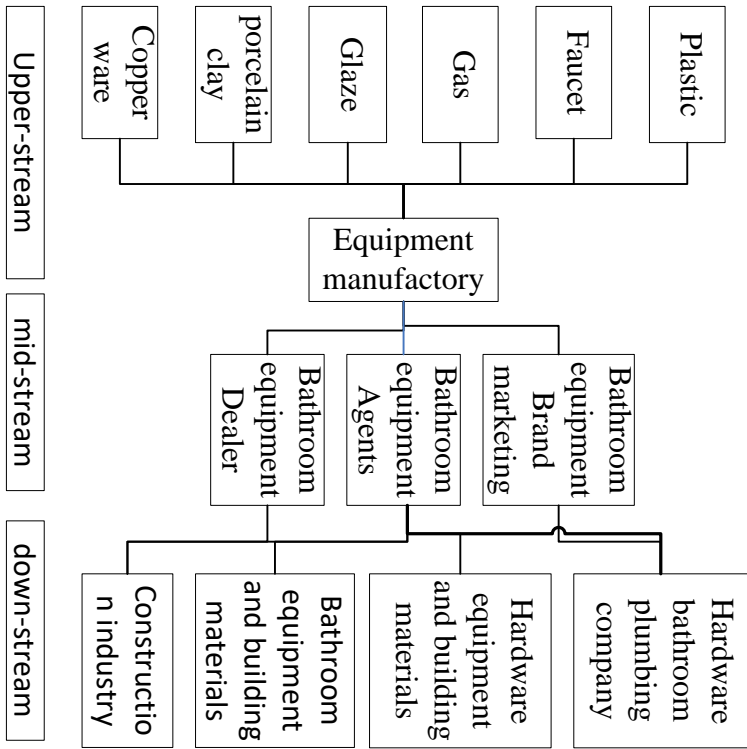 Upper-stream
Copper
ware
porcelain
clay
Glaze
Gas
Faucet
Plastic
Equipment
manufactory
mid-stream
Bathroom
equipment
Dealer
Bathroom
equipment
Agents
Bathroom
equipment
Brand
marketing
down-stream
Constructio
n industry
Bathroom
equipment
and building
materials
Hardware
equipment
and building
materials
Hardware
bathroom
plumbing
company